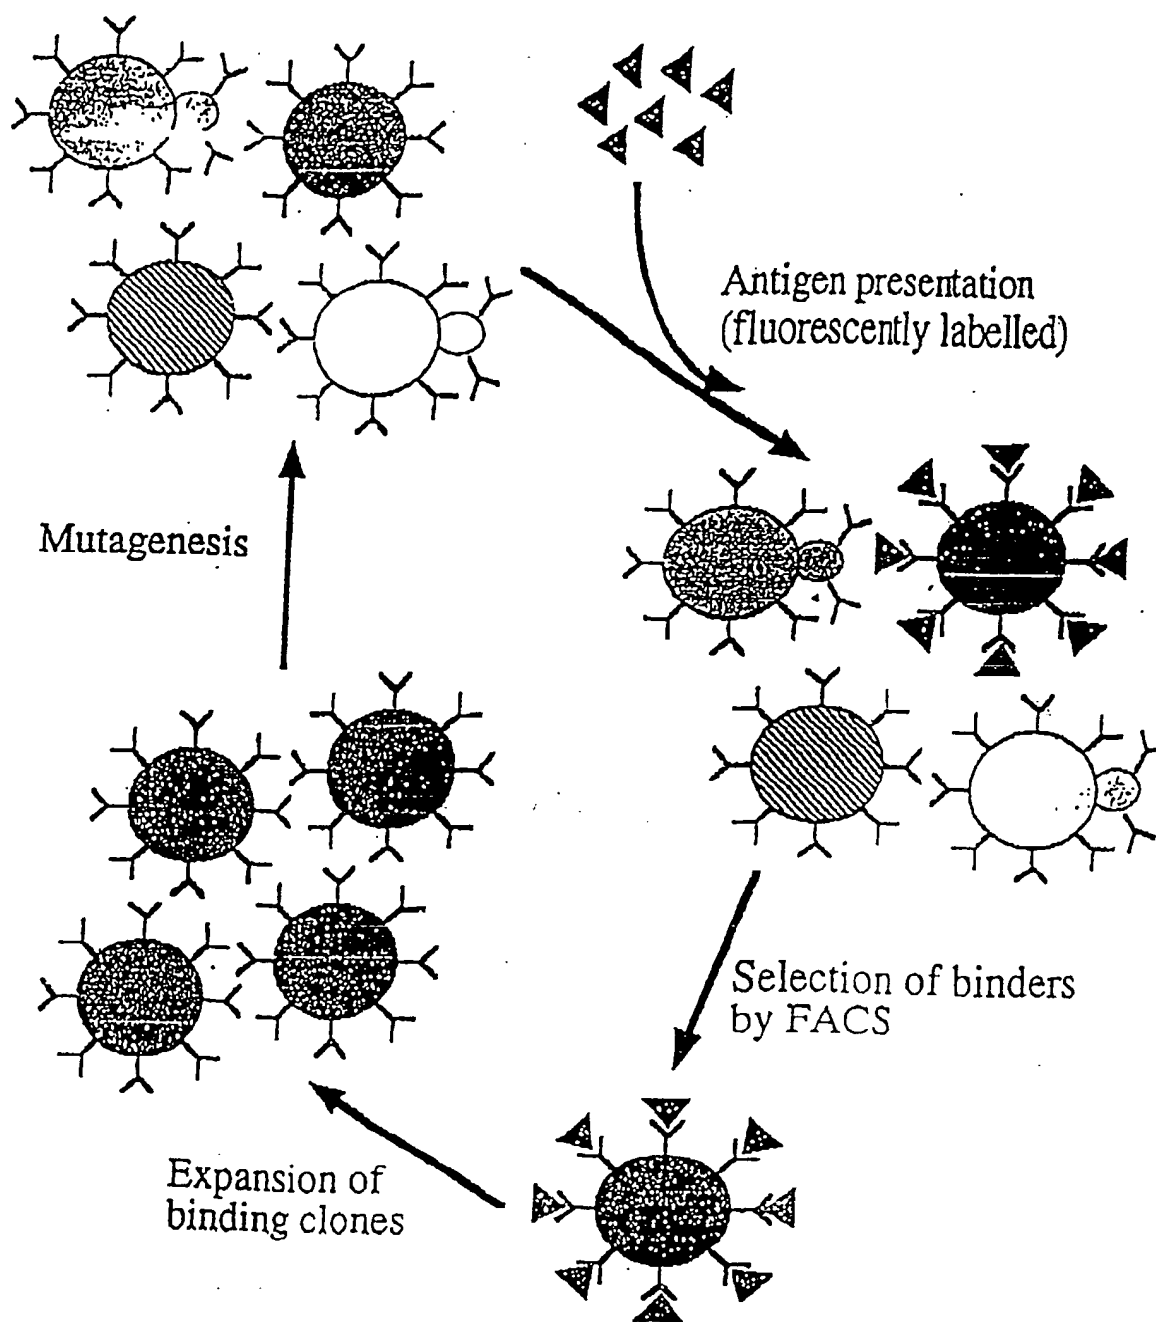 Antigen presentation
(fluorescently labelled)
Mutagenesis
Selection of binders
by FACS
Expansion of
binding clones